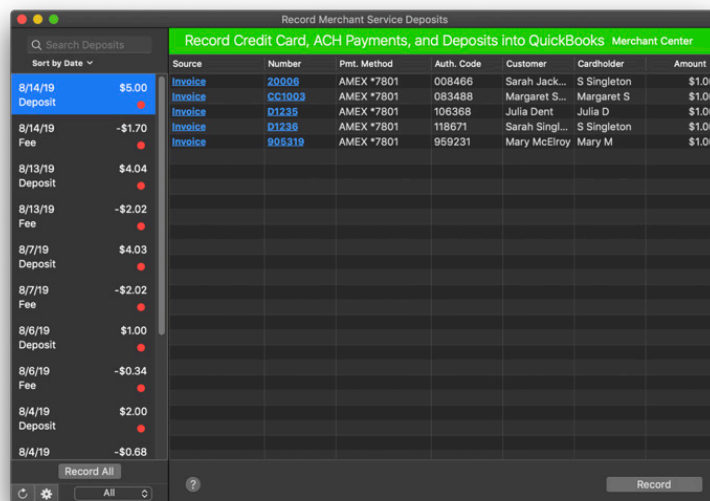 Record Merchant Service Deposits
Search Deposits
Sort by Date
8/14/19 $5.00
Deposit
8/14/19 -$1.70
Fee
8/13/19 $4.04
Deposit
8/13/19 -$2.02
Fee
8/7/19 $4.03
Deposit
8/7/19 -$2.02
Fee
8/6/19 $1.00
Deposit
8/6/19 -$0.34
Fee
8/4/19 $2.00
Deposit
8/4/19 -$0.68
Record All
All
Record Credit Card, ACH Payments, and Deposits into QuickBooks Merchant Center
Source Number Pmt. Method Auth. Code Customer Cardholder Amount
Invoice 20006 AMEX *7801 008466 Sarah Jack... S Singleton $1.00
Invoice CC1003 AMEX *7801 083488 Margaret S... Margaret S $1.00
Invoice D1235 AMEX *7801 106368 Julia Dent Julia D $1.00
Invoice D1236 AMEX *7801 118671 Sarah Singl... S Singleton $1.00
Invoice 905319 AMEX *7801 959231 Mary McElroy Mary M $1.00
?
Record